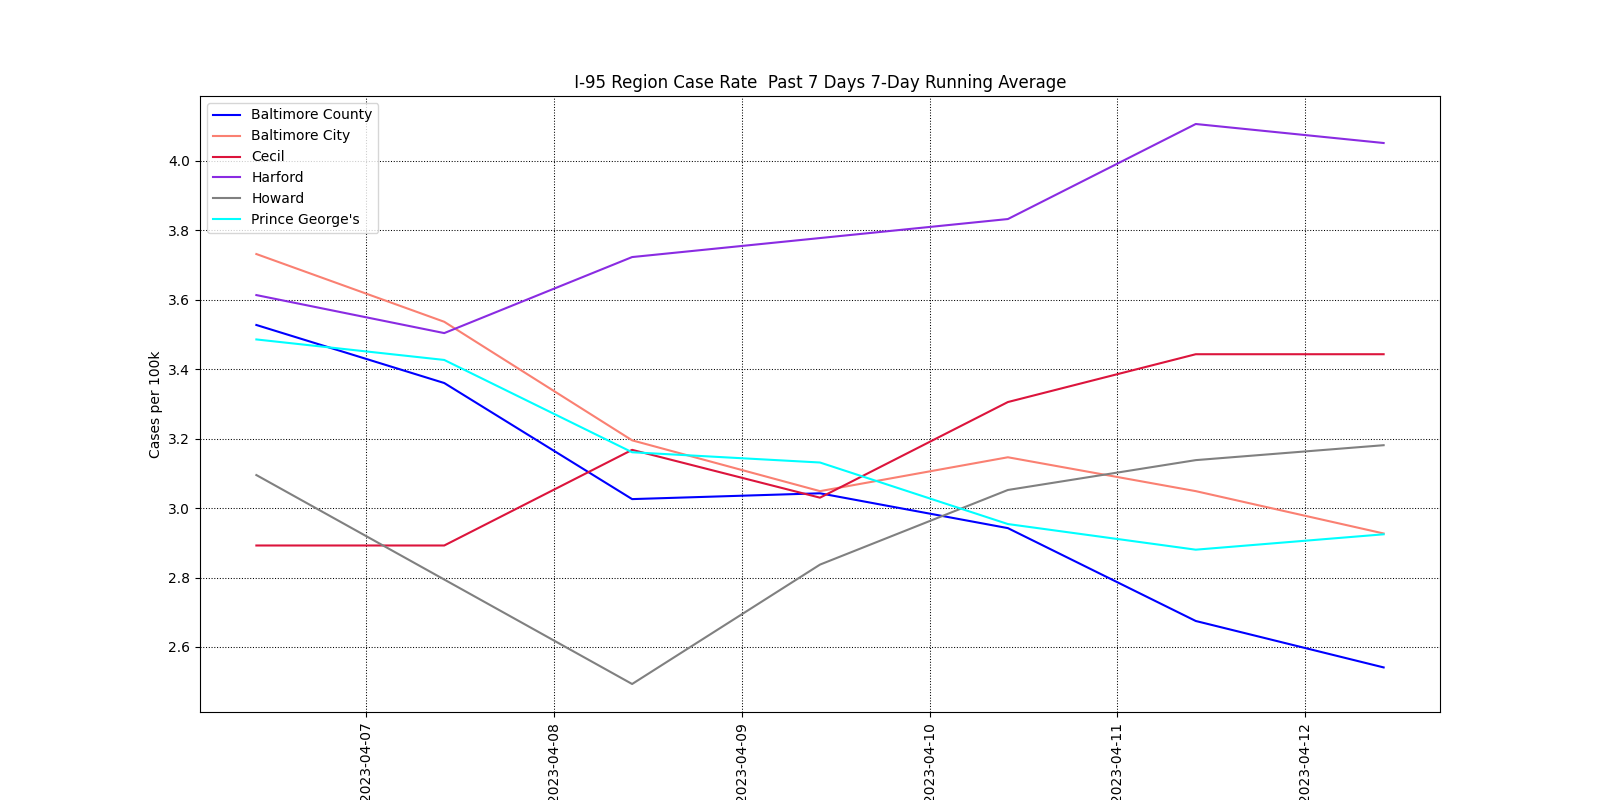 I-95 Region Case Rate  Past 7 Days 7-Day Running Average
Baltimore County
Baltimore City
Cecil
Harford
Howard
Prince George's
Cases per 100k
4.0
3.8
3.6
3.4
3.2
3.0
2.8
2.6
2023-04-07
2023-04-08
2023-04-09
2023-04-10
2023-04-11
2023-04-12